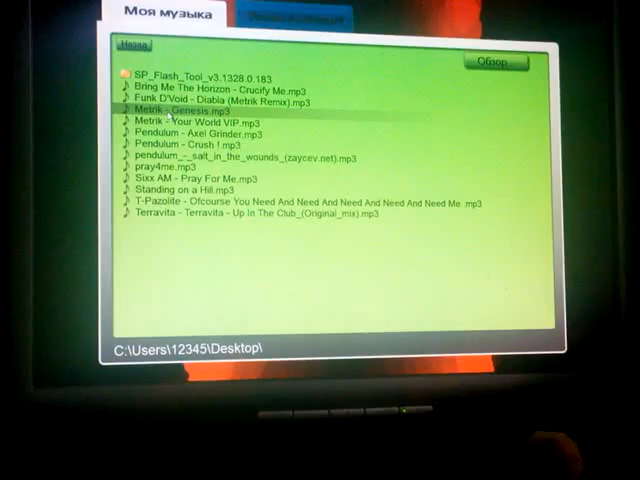 Моя музыка
Назад
Обзор...
SP_Flash_Tool_v3.1328.0.183
Bring Me The Horizon - Crucify Me.mp3
Funk D'Void - Diabla (Metrik Remix).mp3
Metrik - Genesis.mp3
Metrik - Your World VIP.mp3
Pendulum - Axel Grinder.mp3
Pendulum - Crush !.mp3
pendulum_-_salt_in_the_wounds_(zaycev.net).mp3
pray4me.mp3
Sixx AM - Pray For Me.mp3
Standing on a Hill.mp3
T-Pazolite - Ofcourse You Need And Need And Need And Need And Need Me .mp3
Terravita - Terravita - Up In The Club_(Original_mix).mp3
C:\Users\12345\Desktop\